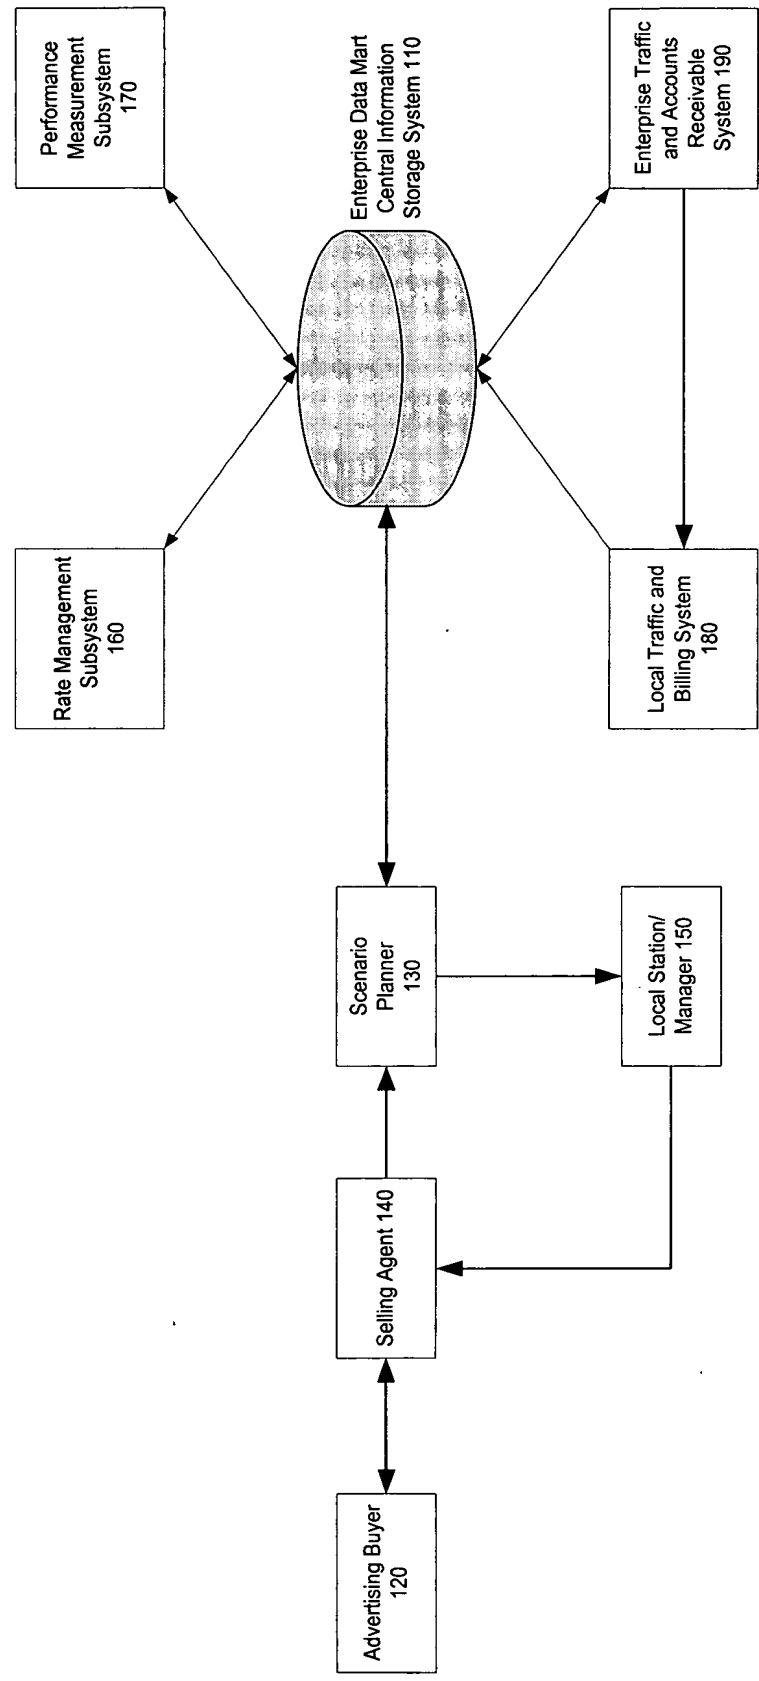 Rate Management
Subsystem
160
Performance
Measurement
Subsystem
170
Advertising Buyer
120
Selling Agent 140
Scenario
Planner
130
Enterprise Data Mart
Central Information
Storage System 110
Local Station/
Manager 150
Local Traffic and
Billing System
180
Enterprise Traffic
and Accounts
Receivable
System 190